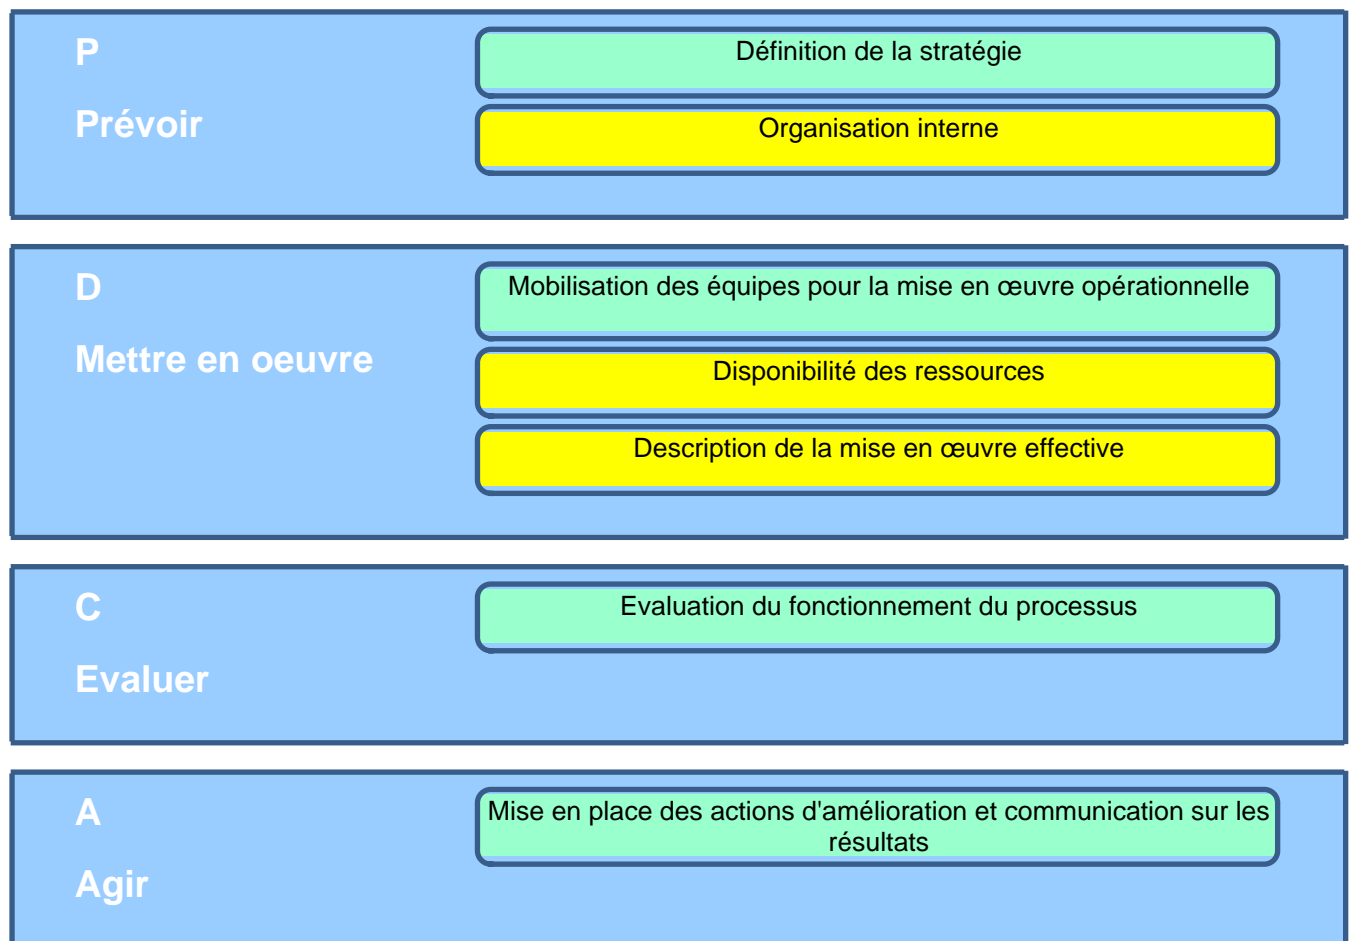 P
Prévoir
Définition de la stratégie
Organisation interne
D
Mettre en oeuvre
Mobilisation des équipes pour la mise en œuvre opérationnelle
Disponibilité des ressources
Description de la mise en œuvre effective
C
Evaluer
Evaluation du fonctionnement du processus
A
Agir
Mise en place des actions d'amélioration et communication sur les
résultats